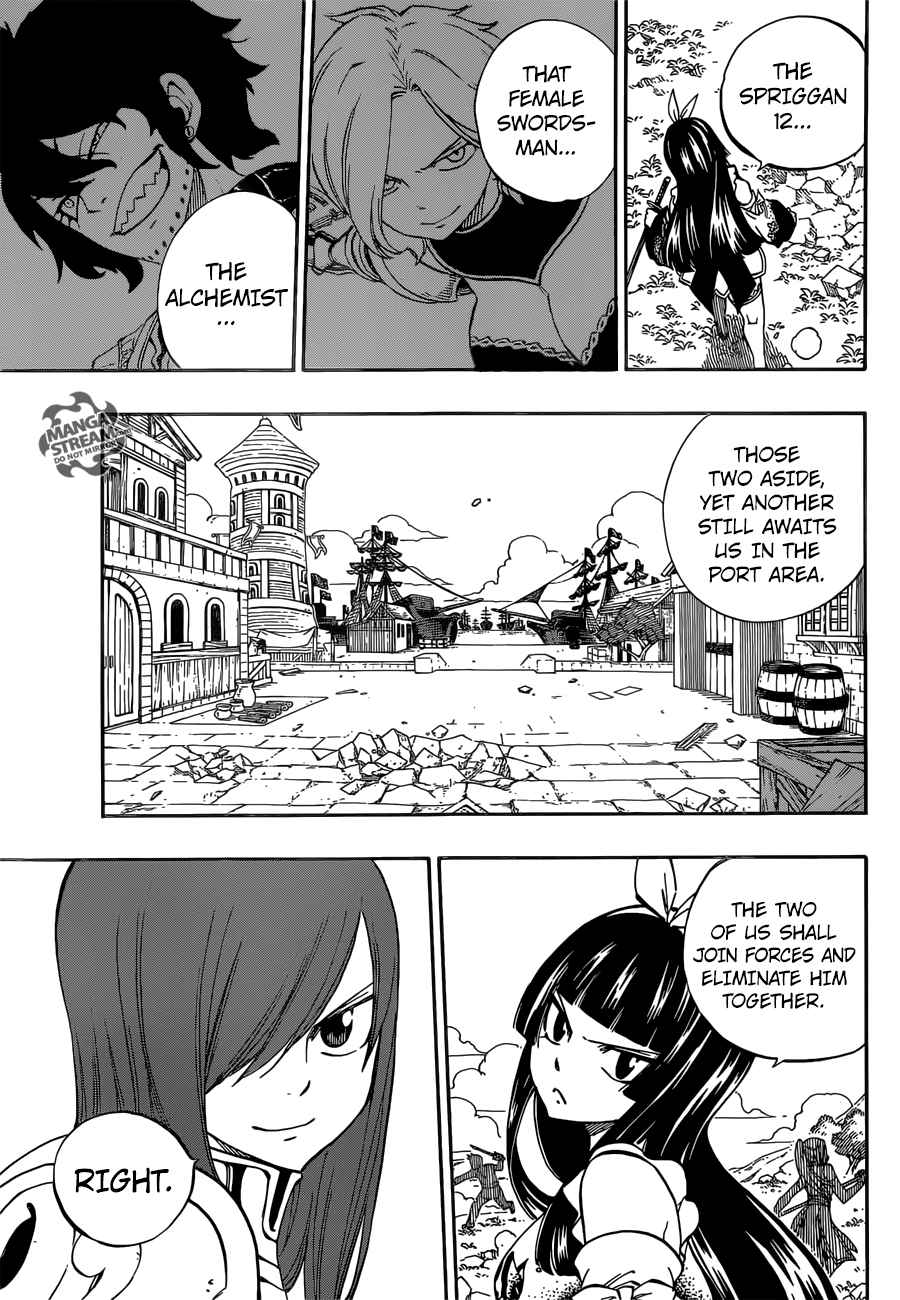 THE
SPRIGGAN
12...
THAT
FEMALE
SWORDS-
MAN...
THE
ALCHEMIST
...
MANGA
STREAM.COM
DO NOT MIRROR
THOSE
TWO ASIDE,
YET ANOTHER
STILL AWAITS
US IN THE
PORT AREA.
THE TWO
OF US SHALL
JOIN FORCES AND
ELIMINATE HIM
TOGETHER.
RIGHT.